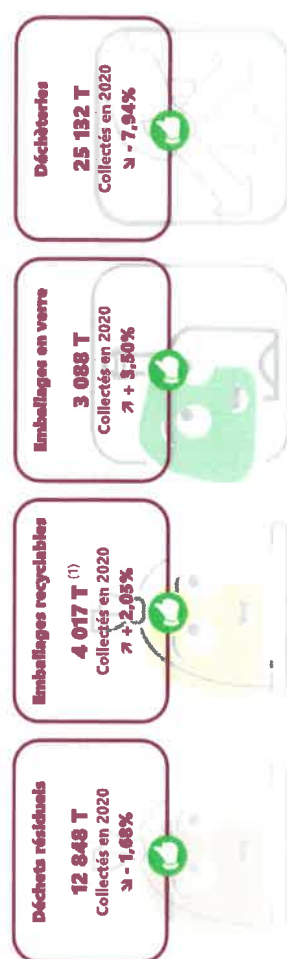 Déchets résiduels
12 848 T
Collectés en 2020
↘ - 1,68%
Emballages recyclables
4 017 T (1)
Collectés en 2020
↗ + 2,05%
Emballages en verre
3 088 T
Collectés en 2020
↗ + 3,50%
Déchèteries
25 132 T
Collectés en 2020
↘ - 7,94%